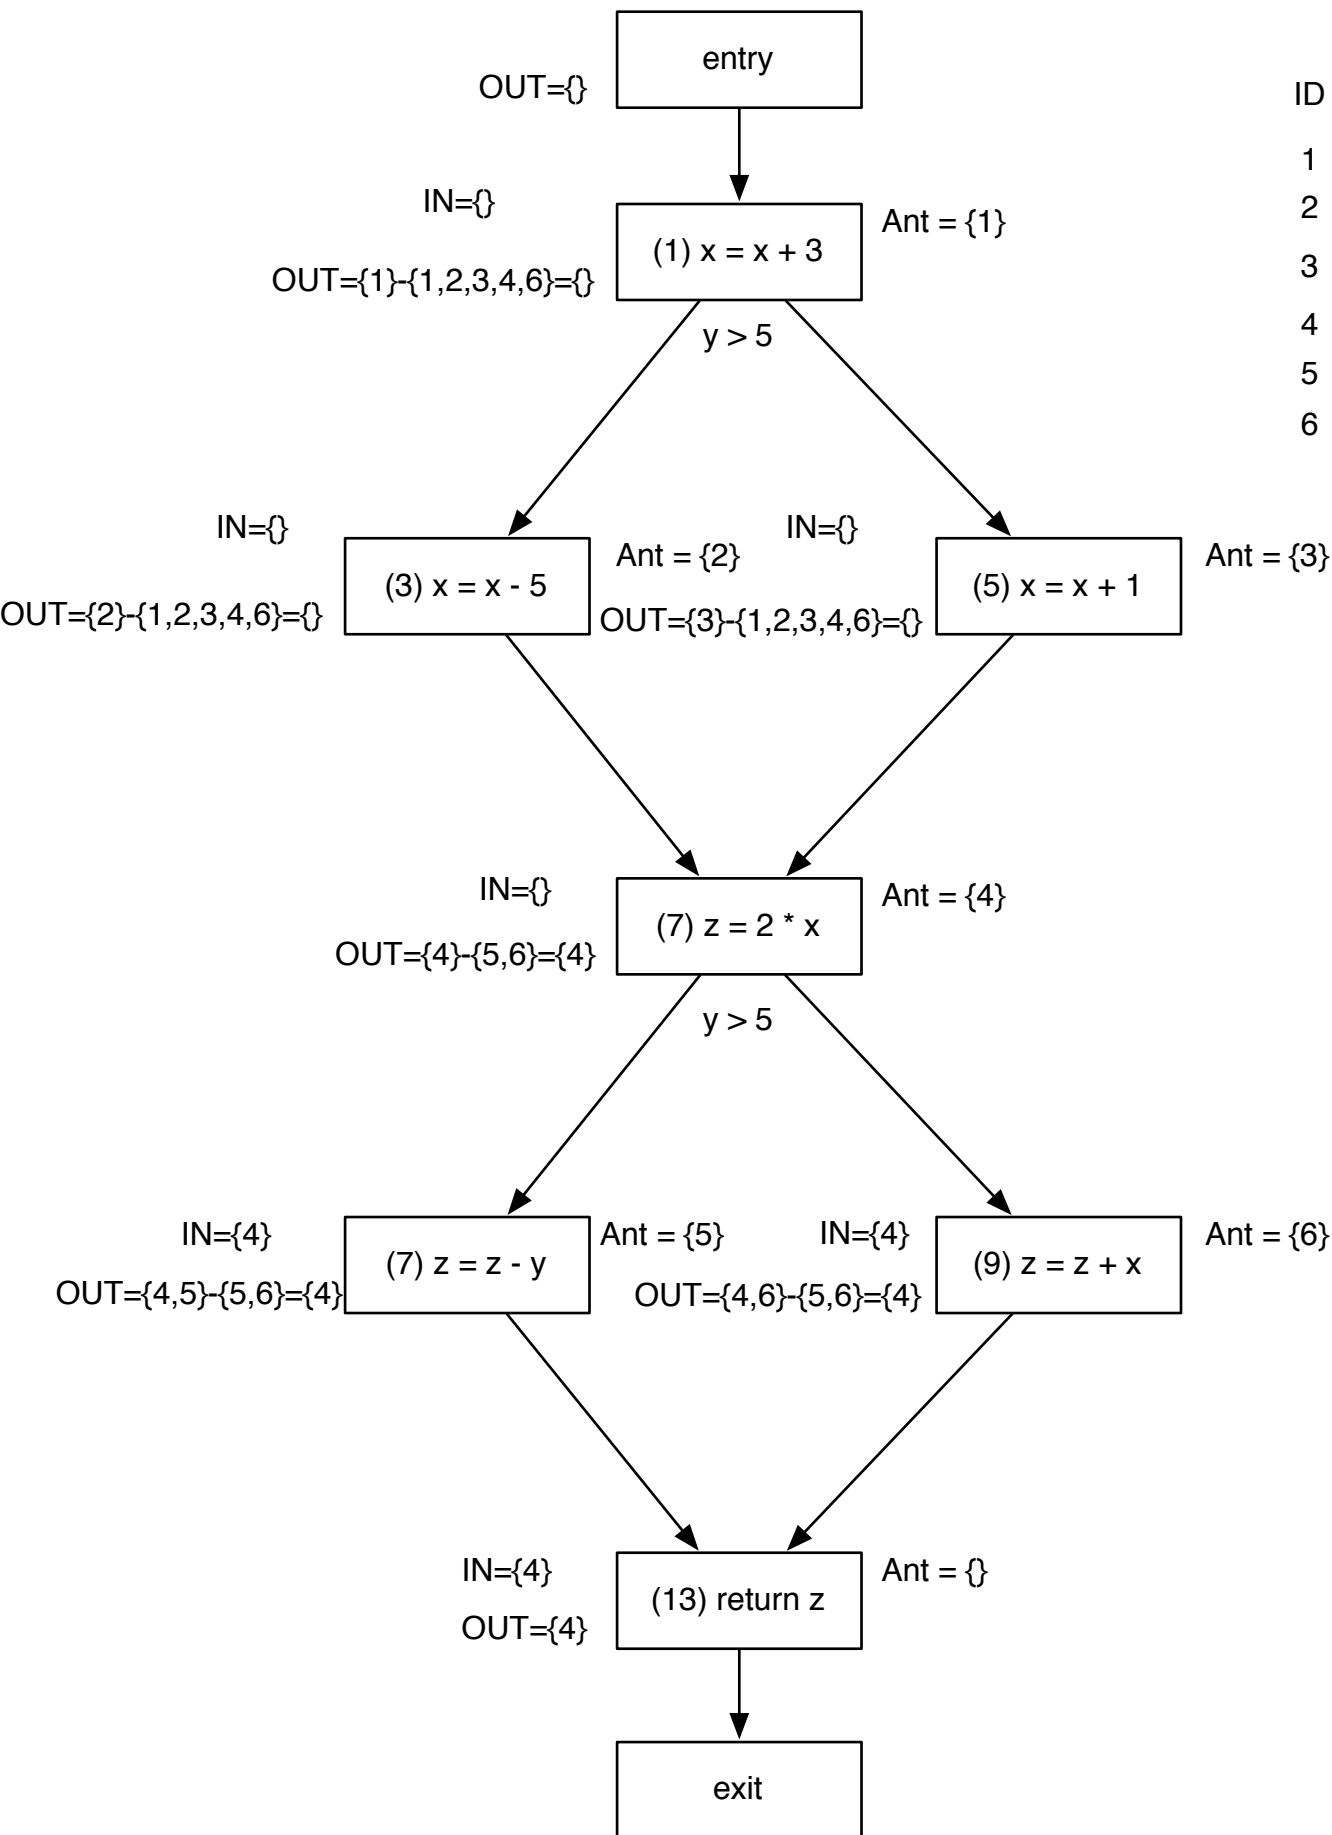 entry
OUT={}
ID
1
2
3
4
5
6
IN={}
(1) x = x + 3
Ant = {1}
OUT={1}-{1,2,3,4,6}={}
y > 5
IN={}
(3) x = x - 5
Ant = {2}
OUT={2}-{1,2,3,4,6}={}
IN={}
(5) x = x + 1
Ant = {3}
OUT={3}-{1,2,3,4,6}={}
IN={}
(7) z = 2 * x
Ant = {4}
OUT={4}-{5,6}={4}
y > 5
IN={4}
(7) z = z - y
Ant = {5}
OUT={4,5}-{5,6}={4}
IN={4}
(9) z = z + x
Ant = {6}
OUT={4,6}-{5,6}={4}
IN={4}
(13) return z
Ant = {}
OUT={4}
exit